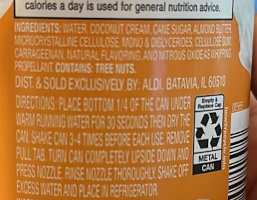 calories a day is used for general nutrition advice.
INGREDIENTS: WATER, COCONUT CREAM, CANE SUGAR, ALMOND BUTTER,
MICROCRYSTALLINE CELLULOSE, MONO & DIGLYCERIDES, CELLULOSE GUM,
CARRAGEENAN, NATURAL FLAVORING, AND NITROUS OXIDE AS WHIPPING
PROPELLANT. CONTAINS: TREE NUTS.
DIST. & SOLD EXCLUSIVELY BY: ALDI, BATAVIA, IL 60510
DIRECTIONS: PLACE BOTTOM 1/4 OF THE CAN UNDER
WARM RUNNING WATER FOR 30 SECONDS THEN DRY THE
CAN. SHAKE CAN 3-4 TIMES BEFORE EACH USE. REMOVE
PULL TAB. TURN CAN COMPLETELY UPSIDE DOWN AND
PRESS NOZZLE. RINSE NOZZLE THOROUGHLY. SHAKE OFF
EXCESS WATER AND PLACE IN REFRIGERATOR.
Empty &
Replace Cap
METAL
CAN